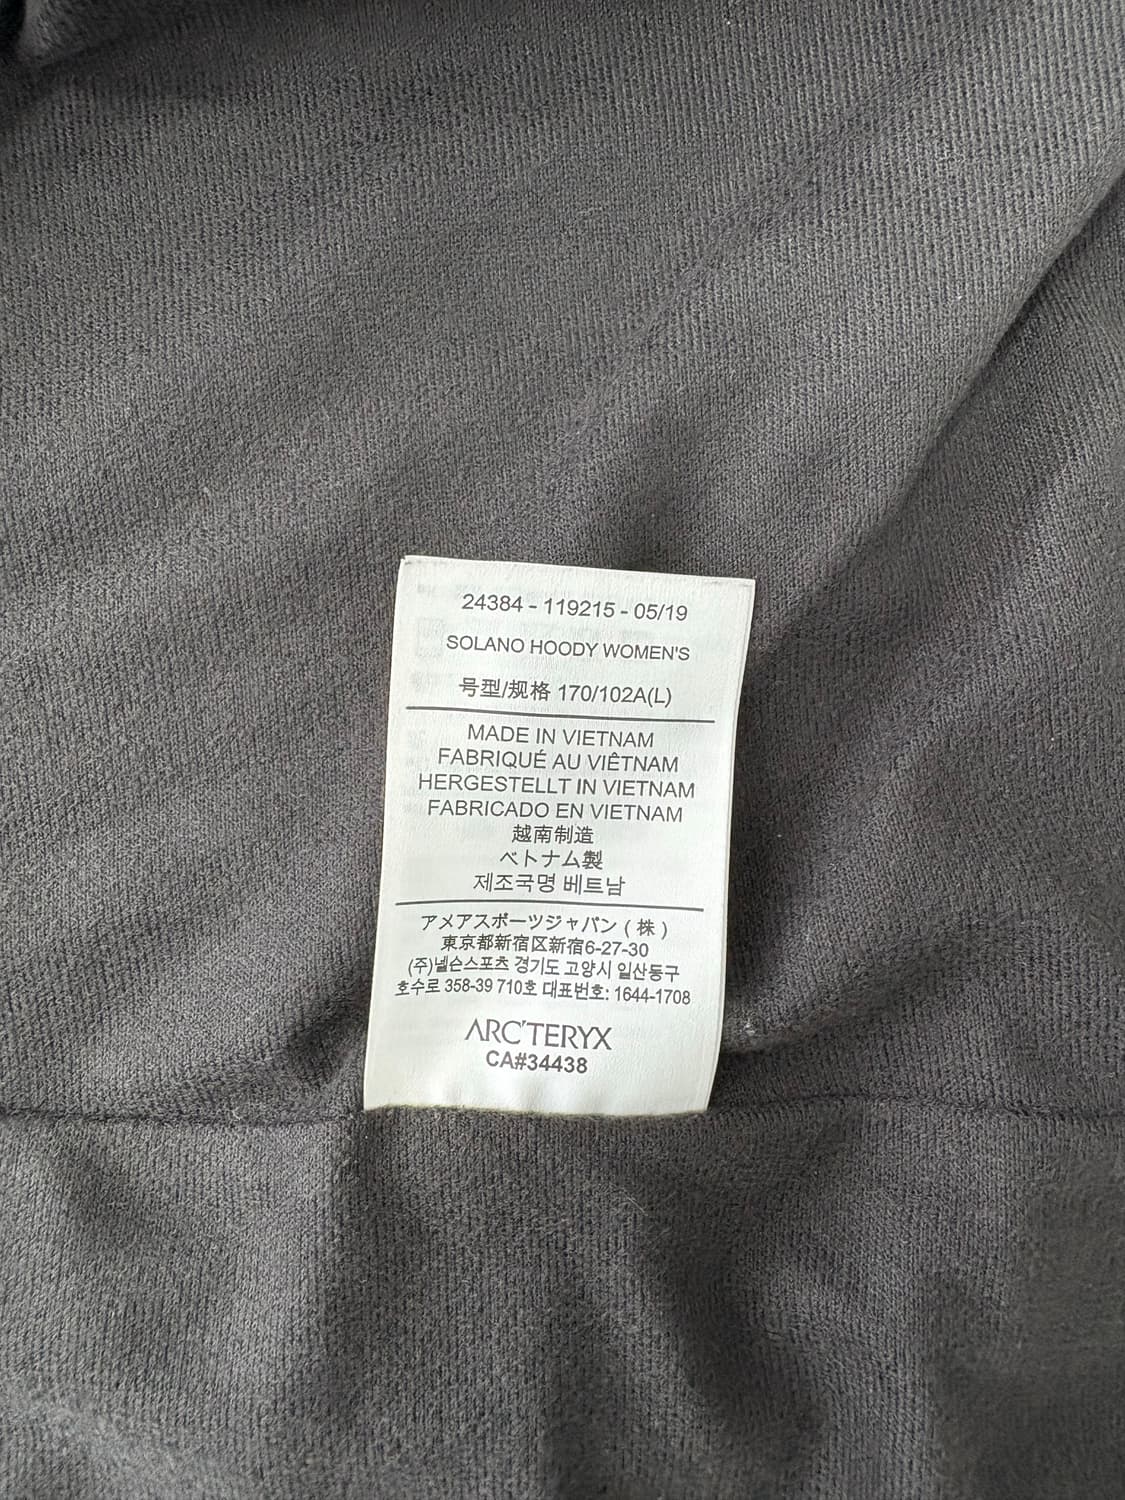 24384 - 119215 - 05/19
SOLANO HOODY WOMEN'S
号型/规格 170/102A(L)
MADE IN VIETNAM
FABRIQUÉ AU VIÊTNAM
HERGESTELLT IN VIETNAM
FABRICADO EN VIETNAM
越南制造
ベトナム製
제조국명 베트남
アメアスポーツジャパン ( 株 )
東京都新宿区新宿6-27-30
(주)넬슨스포츠 경기도 고양시 일산동구
호수로 358-39 710호 대표번호: 1644-1708
ARC'TERYX
CA#34438